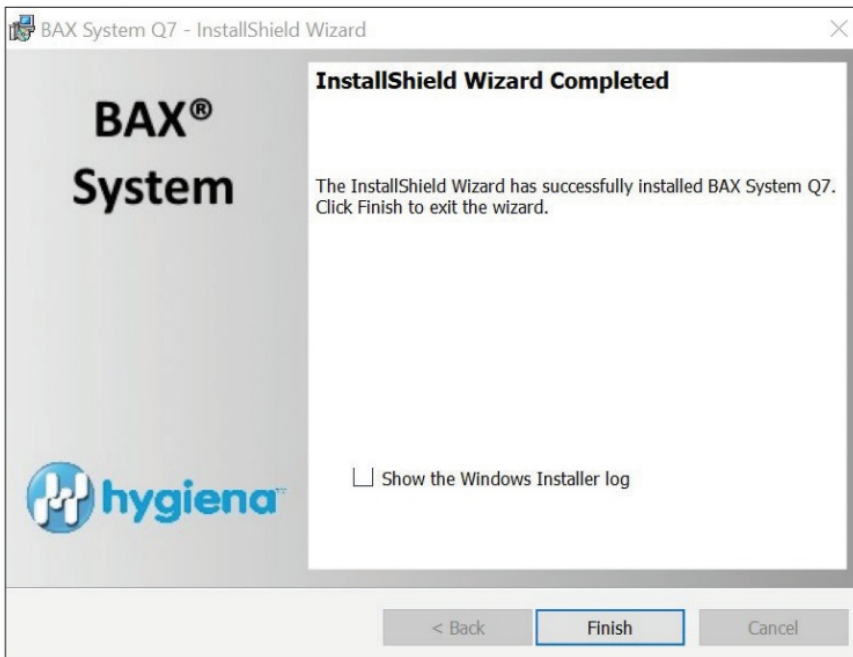 BAX System Q7 - InstallShield Wizard
BAX®
System
InstallShield Wizard Completed
The InstallShield Wizard has successfully installed BAX System Q7.
Click Finish to exit the wizard.
Show the Windows Installer log
hygiena™
< Back
Finish
Cancel